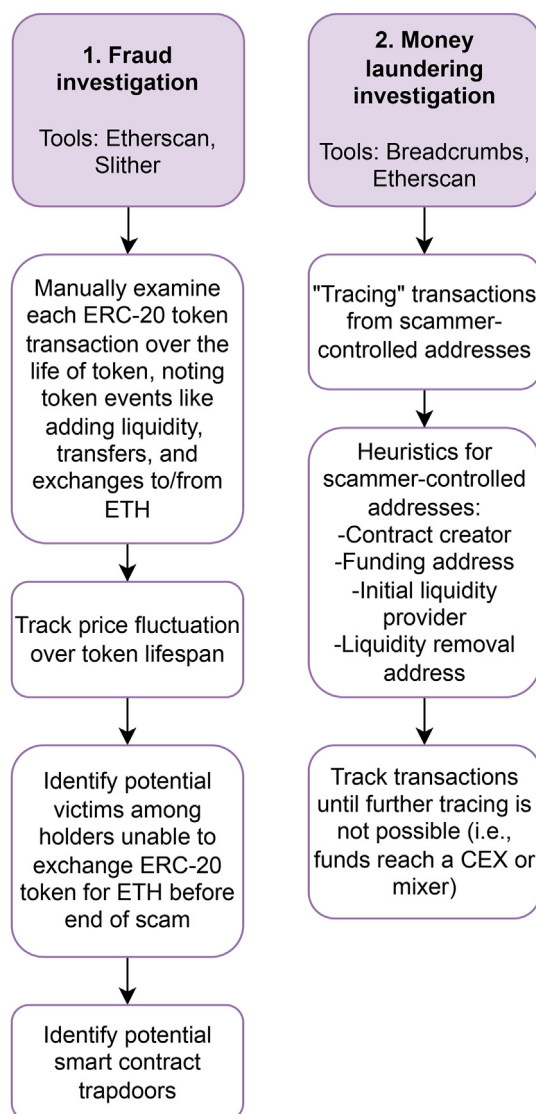 1. Fraud
investigation
Tools: Etherscan,
Slither
Manually examine
each ERC-20 token
transaction over the
life of token, noting
token events like
adding liquidity,
transfers, and
exchanges to/from
ETH
Track price fluctuation
over token lifespan
Identify potential
victims among
holders unable to
exchange ERC-20
token for ETH before
end of scam
Identify potential
smart contract
trapdoors
2. Money
laundering
investigation
Tools: Breadcrumbs,
Etherscan
"Tracing" transactions
from scammer-
controlled addresses
Heuristics for
scammer-controlled
addresses:
-Contract creator
-Funding address
-Initial liquidity
provider
-Liquidity removal
address
Track transactions
until further tracing is
not possible (i.e.,
funds reach a CEX or
mixer)